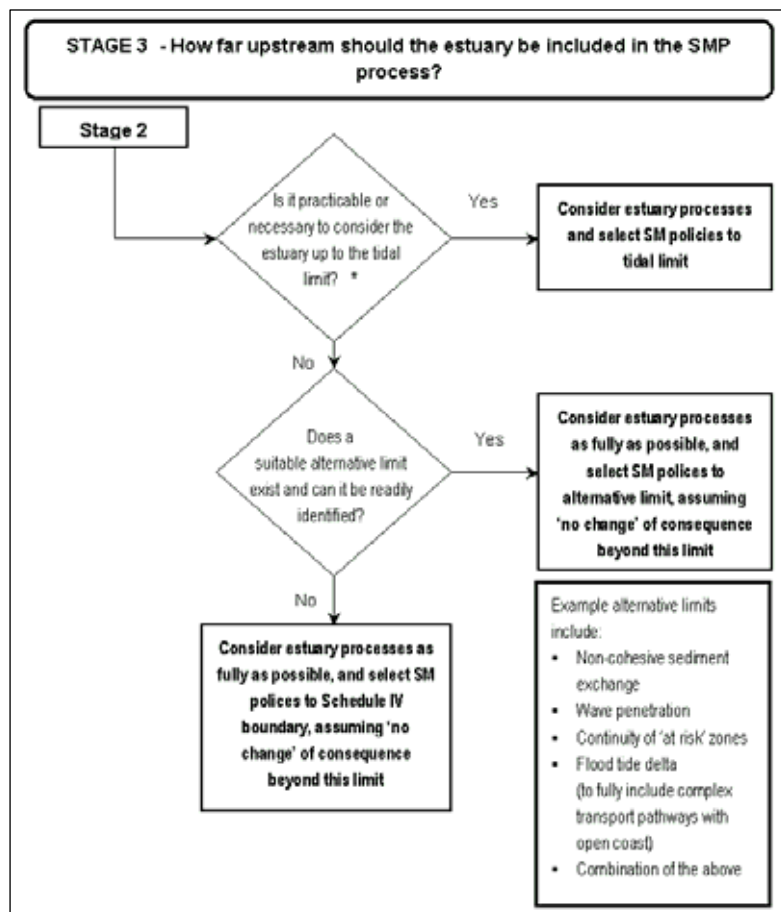 STAGE 3 - How far upstream should the estuary be included in the SMP
process?
Stage 2
Is it practicable or
necessary to consider the
estuary up to the tidal
limit? *
Yes
Consider estuary processes
and select SM policies to
tidal limit
No
Does a
suitable alternative limit
exist and can it be readily
identified?
Yes
Consider estuary processes
as fully as possible, and
select SM polices to
alternative limit, assuming
‘no change’ of consequence
beyond this limit
No
Consider estuary processes as
fully as possible, and select SM
polices to Schedule IV
boundary, assuming ‘no
change’ of consequence
beyond this limit
Example alternative limits
include:
• Non-cohesive sediment
exchange
• Wave penetration
• Continuity of ‘at risk’ zones
• Flood tide delta
(to fully include complex
transport pathways with
open coast)
• Combination of the above